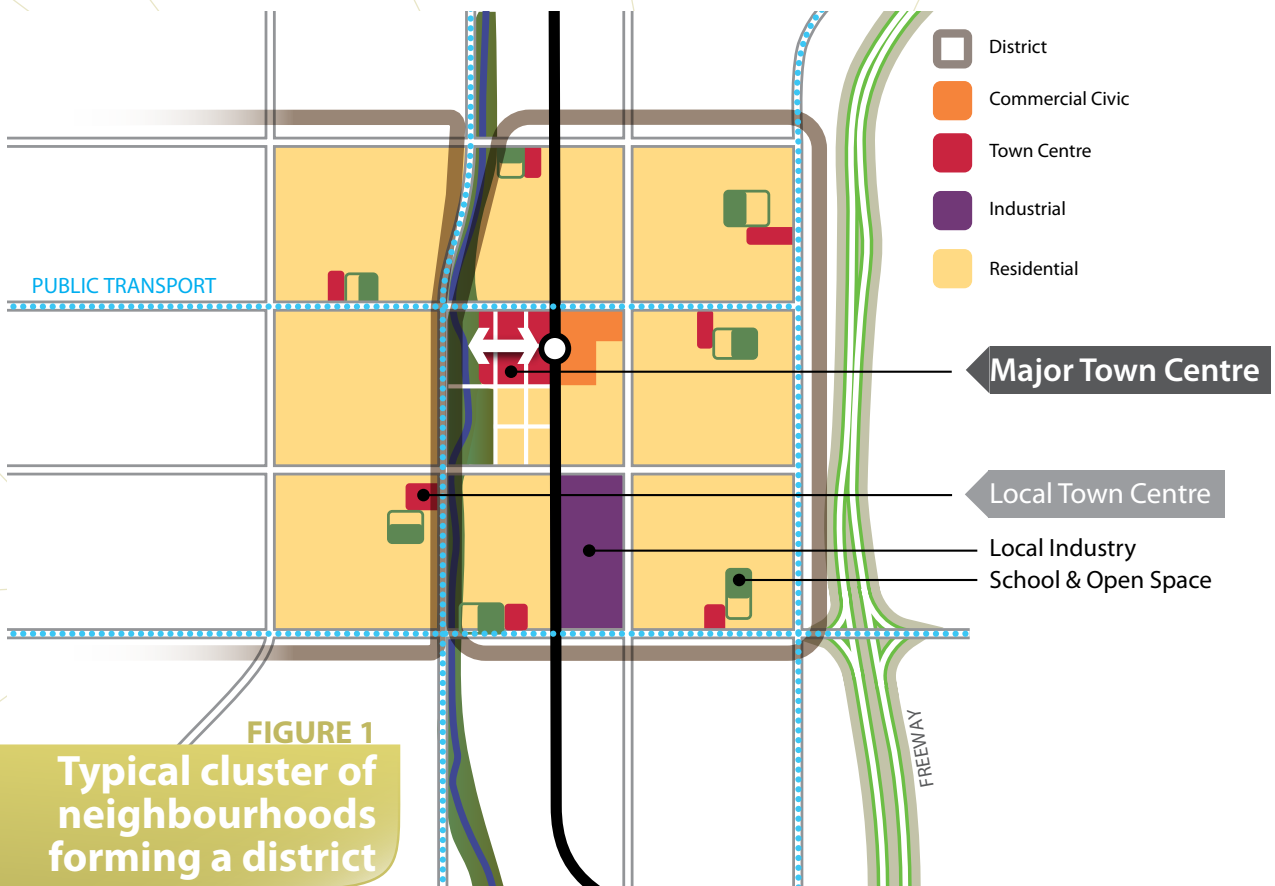 District
Commercial Civic
Town Centre
Industrial
Residential
PUBLIC TRANSPORT
Major Town Centre
Local Town Centre
Local Industry
School & Open Space
FREEWAY
FIGURE 1
Typical cluster of
neighbourhoods
forming a district